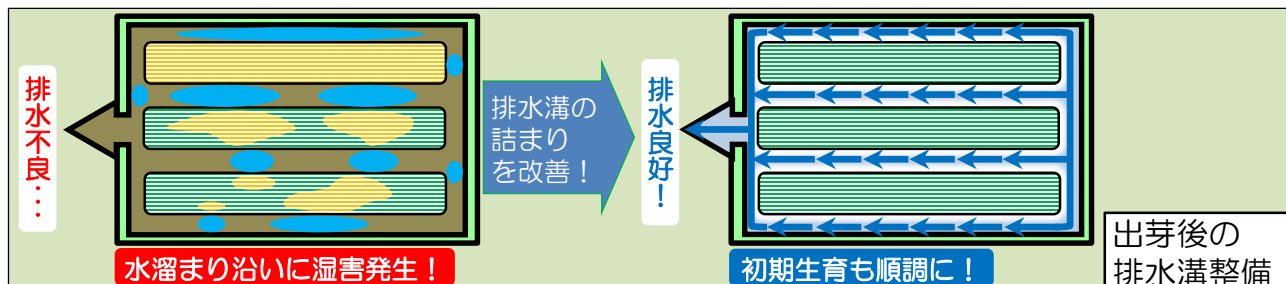 排水不良・・・
水溜まり沿いに湿害発生！
排水溝の
詰まり
を改善！
排水良好！
初期生育も順調に！
出芽後の
排水溝整備